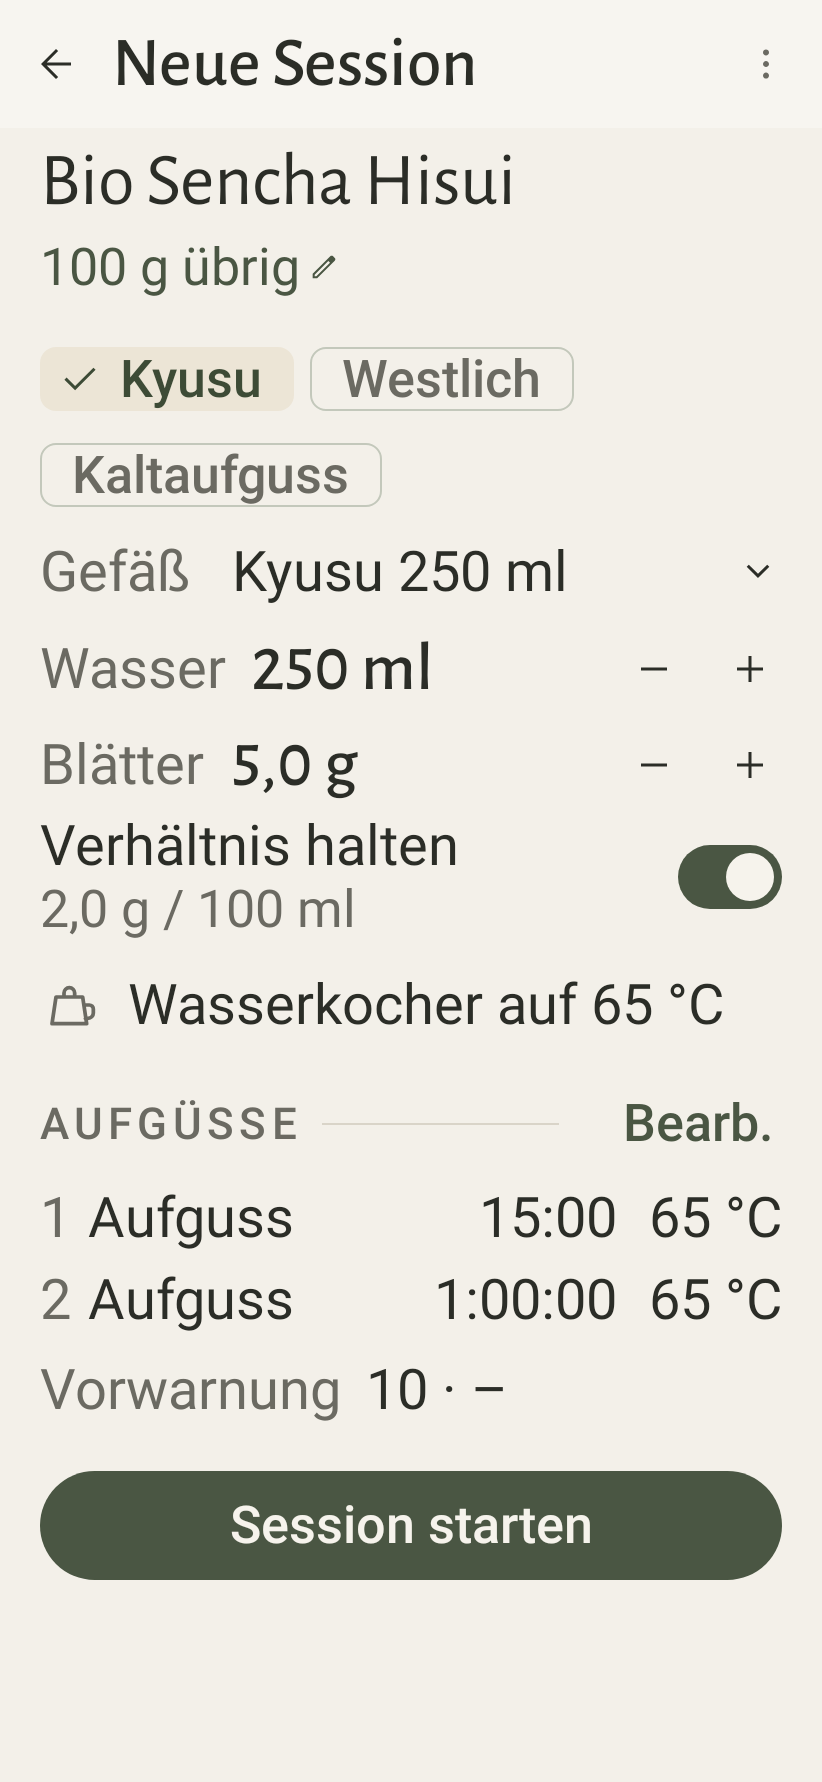 Neue Session
Bio Sencha Hisui
100 g übrig
Kyusu Westlich
Kaltaufguss
Gefäß Kyusu 250 ml
Wasser 250 ml − +
Blätter 5,0 g − +
Verhältnis halten
2,0 g / 100 ml
Wasserkocher auf 65 °C
AUFGÜSSE Bearb.
1 Aufguss 15:00 65 °C
2 Aufguss 1:00:00 65 °C
Vorwarnung 10 · –
Session starten